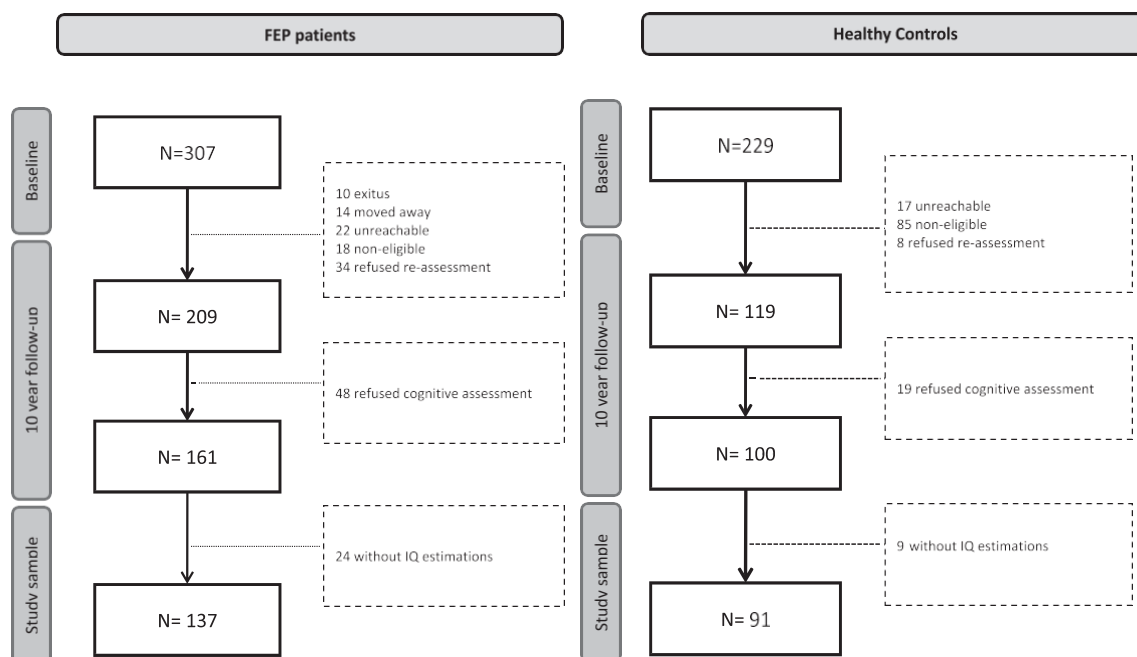 FEP patients
Baseline
N=307
10 exitus
14 moved away
22 unreachable
18 non-eligible
34 refused re-assessment
10 year follow-up
N= 209
48 refused cognitive assessment
N= 161
Study sample
24 without IQ estimations
N= 137
Healthy Controls
Baseline
N=229
17 unreachable
85 non-eligible
8 refused re-assessment
10 year follow-up
N= 119
19 refused cognitive assessment
N= 100
Study sample
9 without IQ estimations
N= 91